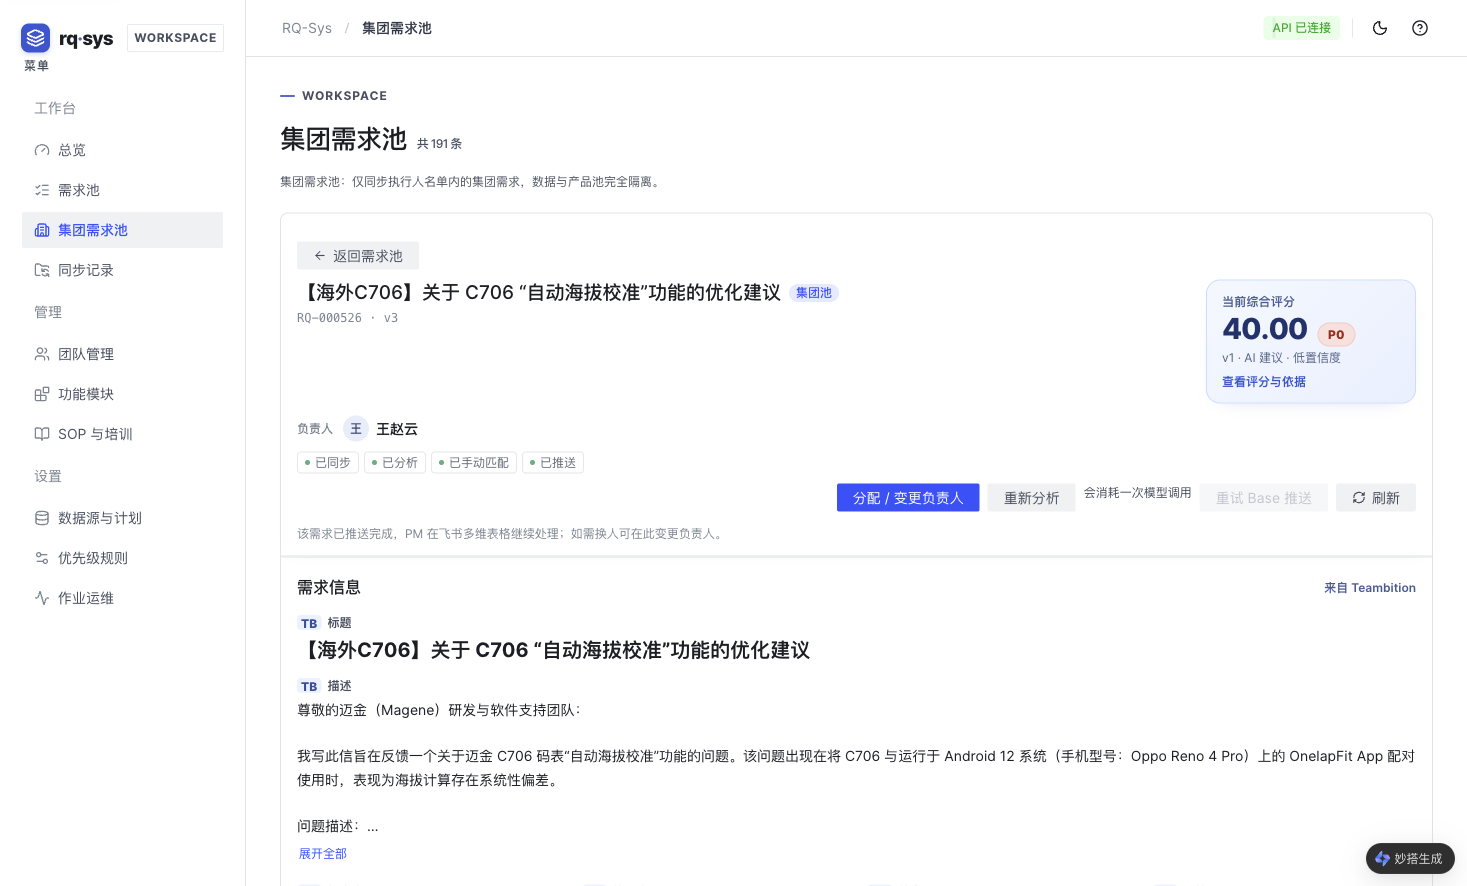 rq·sys WORKSPACE
菜单
工作台
总览
需求池
集团需求池
同步记录
管理
团队管理
功能模块
SOP 与培训
设置
数据源与计划
优先级规则
作业运维
RQ-Sys / 集团需求池
API 已连接
WORKSPACE
集团需求池 共 191 条
集团需求池：仅同步执行人名单内的集团需求，数据与产品池完全隔离。
← 返回需求池
【海外C706】关于 C706 “自动海拔校准”功能的优化建议 集团池
RQ-000526 · v3
当前综合评分
40.00 P0
v1 · AI 建议 · 低置信度
查看评分与依据
负责人 王 王赵云
已同步 已分析 已手动匹配 已推送
分配 / 变更负责人 重新分析 会消耗一次模型调用 重试 Base 推送 刷新
该需求已推送完成，PM 在飞书多维表格继续处理；如需换人可在此变更负责人。
需求信息 来自 Teambition
TB 标题
【海外C706】关于 C706 “自动海拔校准”功能的优化建议
TB 描述
尊敬的迈金（Magene）研发与软件支持团队：
我写此信旨在反馈一个关于迈金 C706 码表“自动海拔校准”功能的问题。该问题出现在将 C706 与运行于 Android 12 系统（手机型号：Oppo Reno 4 Pro）上的 OnelapFit App 配对
使用时，表现为海拔计算存在系统性偏差。
问题描述：...
展开全部
妙搭生成